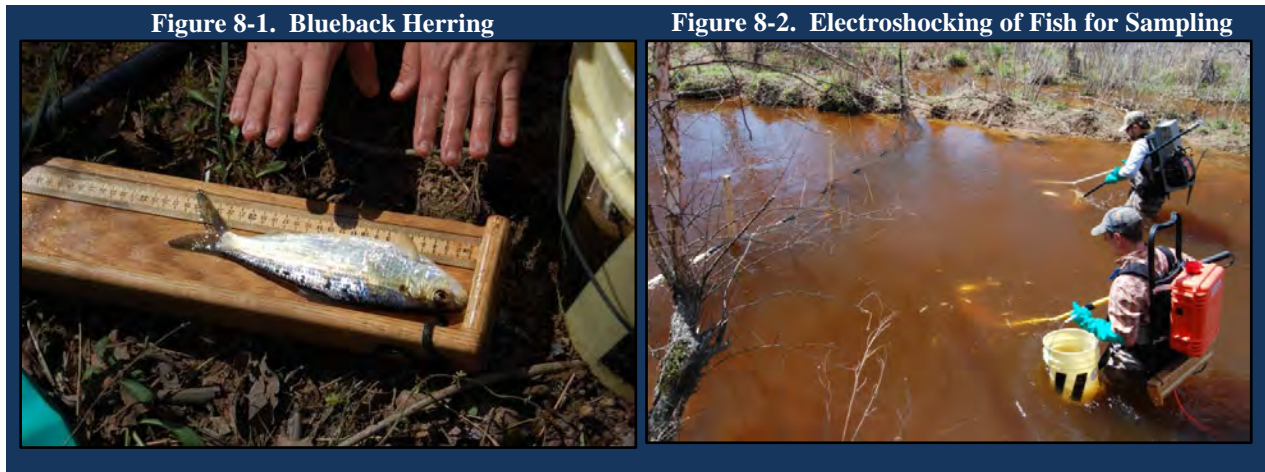 Figure 8-1. Blueback Herring
Figure 8-2. Electroshocking of Fish for Sampling